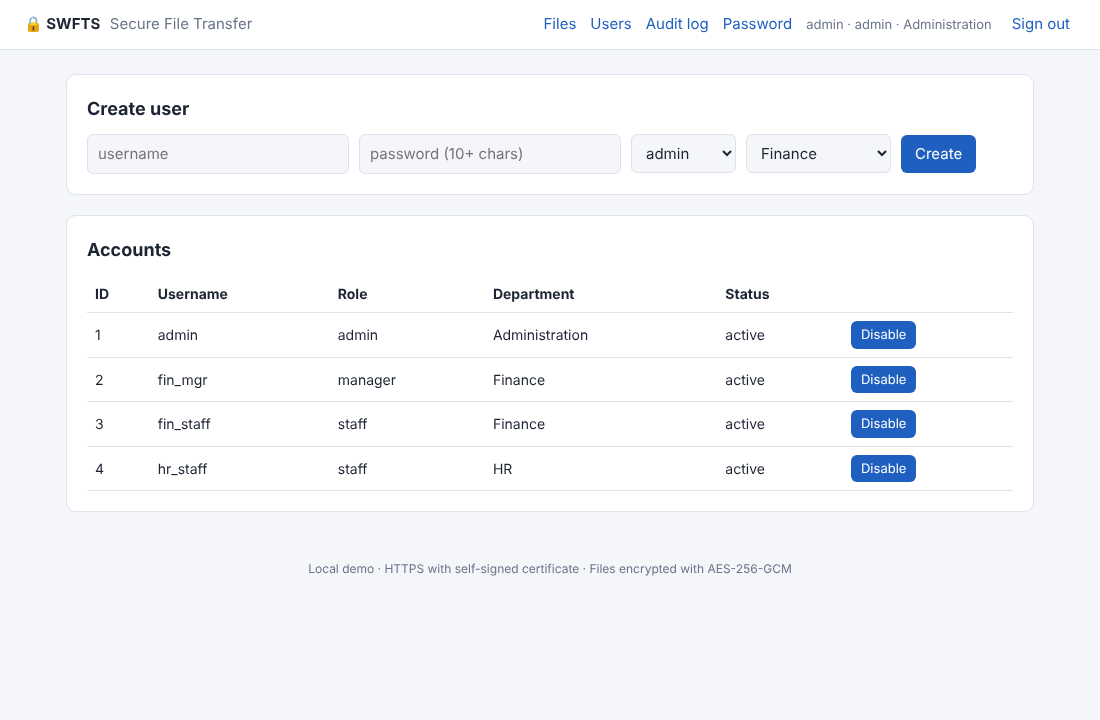 🔒 SWFTS Secure File Transfer Files Users Audit log Password admin · admin · Administration Sign out
Create user
username password (10+ chars) admin Finance Create
Accounts
ID Username Role Department Status
1 admin admin Administration active Disable
2 fin_mgr manager Finance active Disable
3 fin_staff staff Finance active Disable
4 hr_staff staff HR active Disable
Local demo · HTTPS with self-signed certificate · Files encrypted with AES-256-GCM